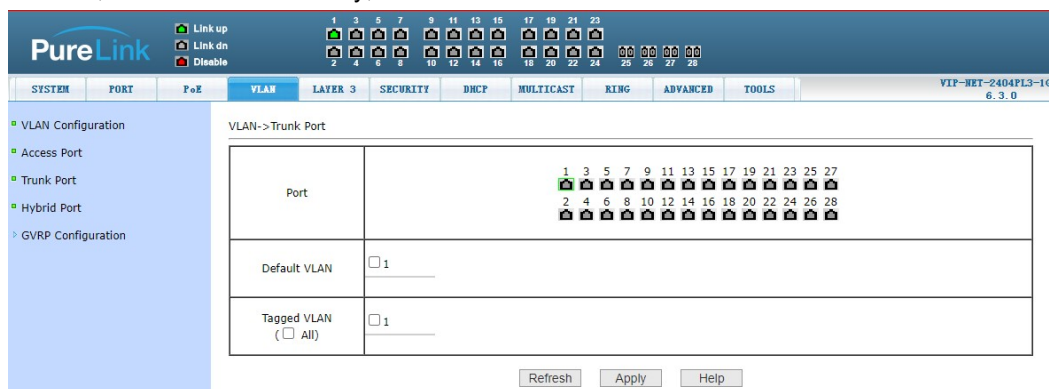 1 3 5 7 9 11 13 15 17 19 21 23
PureLink
Link up
Link dn
Disable
2 4 6 8 10 12 14 16 18 20 22 24 25 26 27 28
SYSTEM PORT PoE VLAN LAYER 3 SECURITY DHCP MULTICAST RING ADVANCED TOOLS
VIP-NET-2404PL3-1G
6.3.0
VLAN Configuration
Access Port
Trunk Port
Hybrid Port
GVRP Configuration
VLAN->Trunk Port
Port
1 3 5 7 9 11 13 15 17 19 21 23 25 27
2 4 6 8 10 12 14 16 18 20 22 24 26 28
Default VLAN
1
Tagged VLAN
( All)
1
Refresh Apply Help